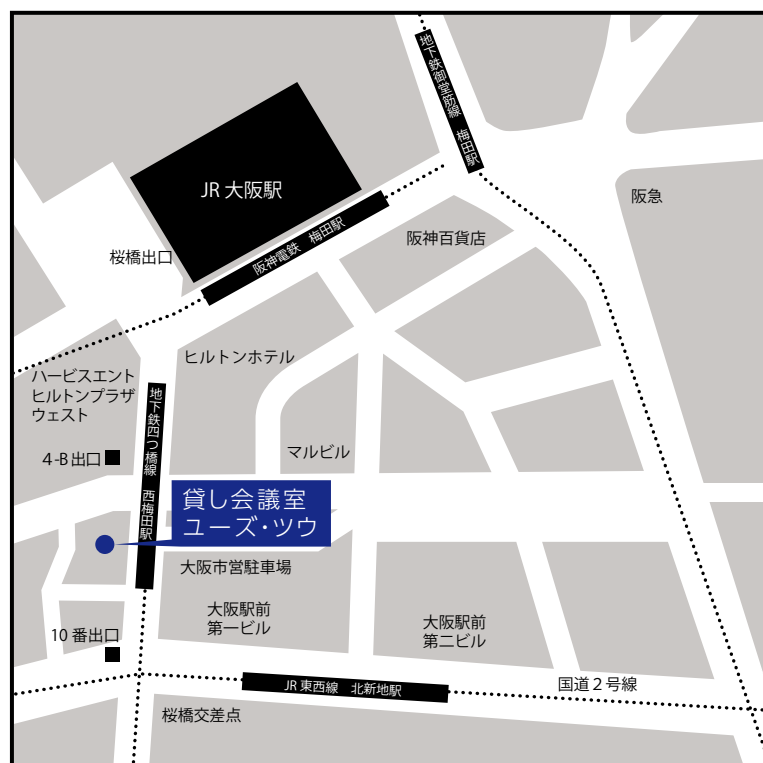 地下鉄御堂筋線 梅田駅
JR 大阪駅
阪急
阪神百貨店
阪神電鉄 梅田駅
桜橋出口
ヒルトンホテル
ハービスエント
ヒルトンプラザ
ウェスト
地下鉄四つ橋線 西梅田駅
マルビル
4-B 出口
貸し会議室
ユーズ・ツウ
大阪市営駐車場
大阪駅前
第一ビル
大阪駅前
第二ビル
10 番出口
JR 東西線 北新地駅
国道２号線
桜橋交差点